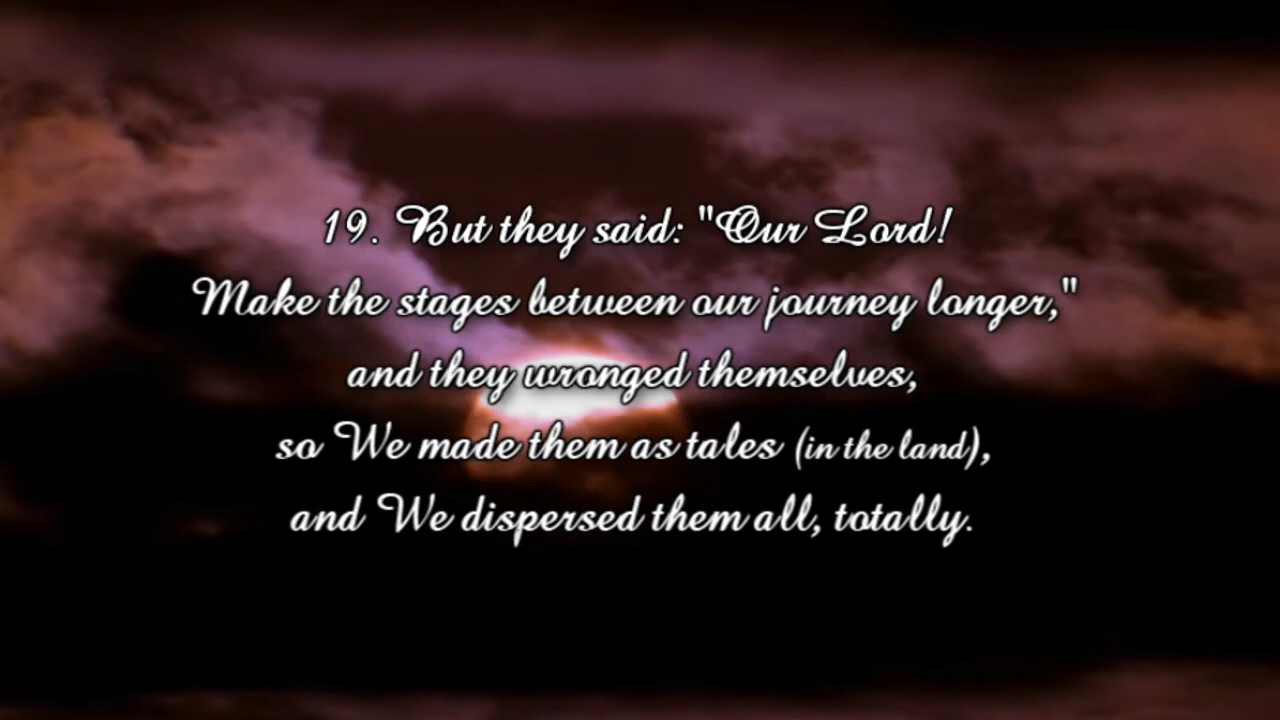 19. But they said: "Our Lord!
Make the stages between our journey longer,"
and they wronged themselves,
so We made them as tales (in the land),
and We dispersed them all, totally.